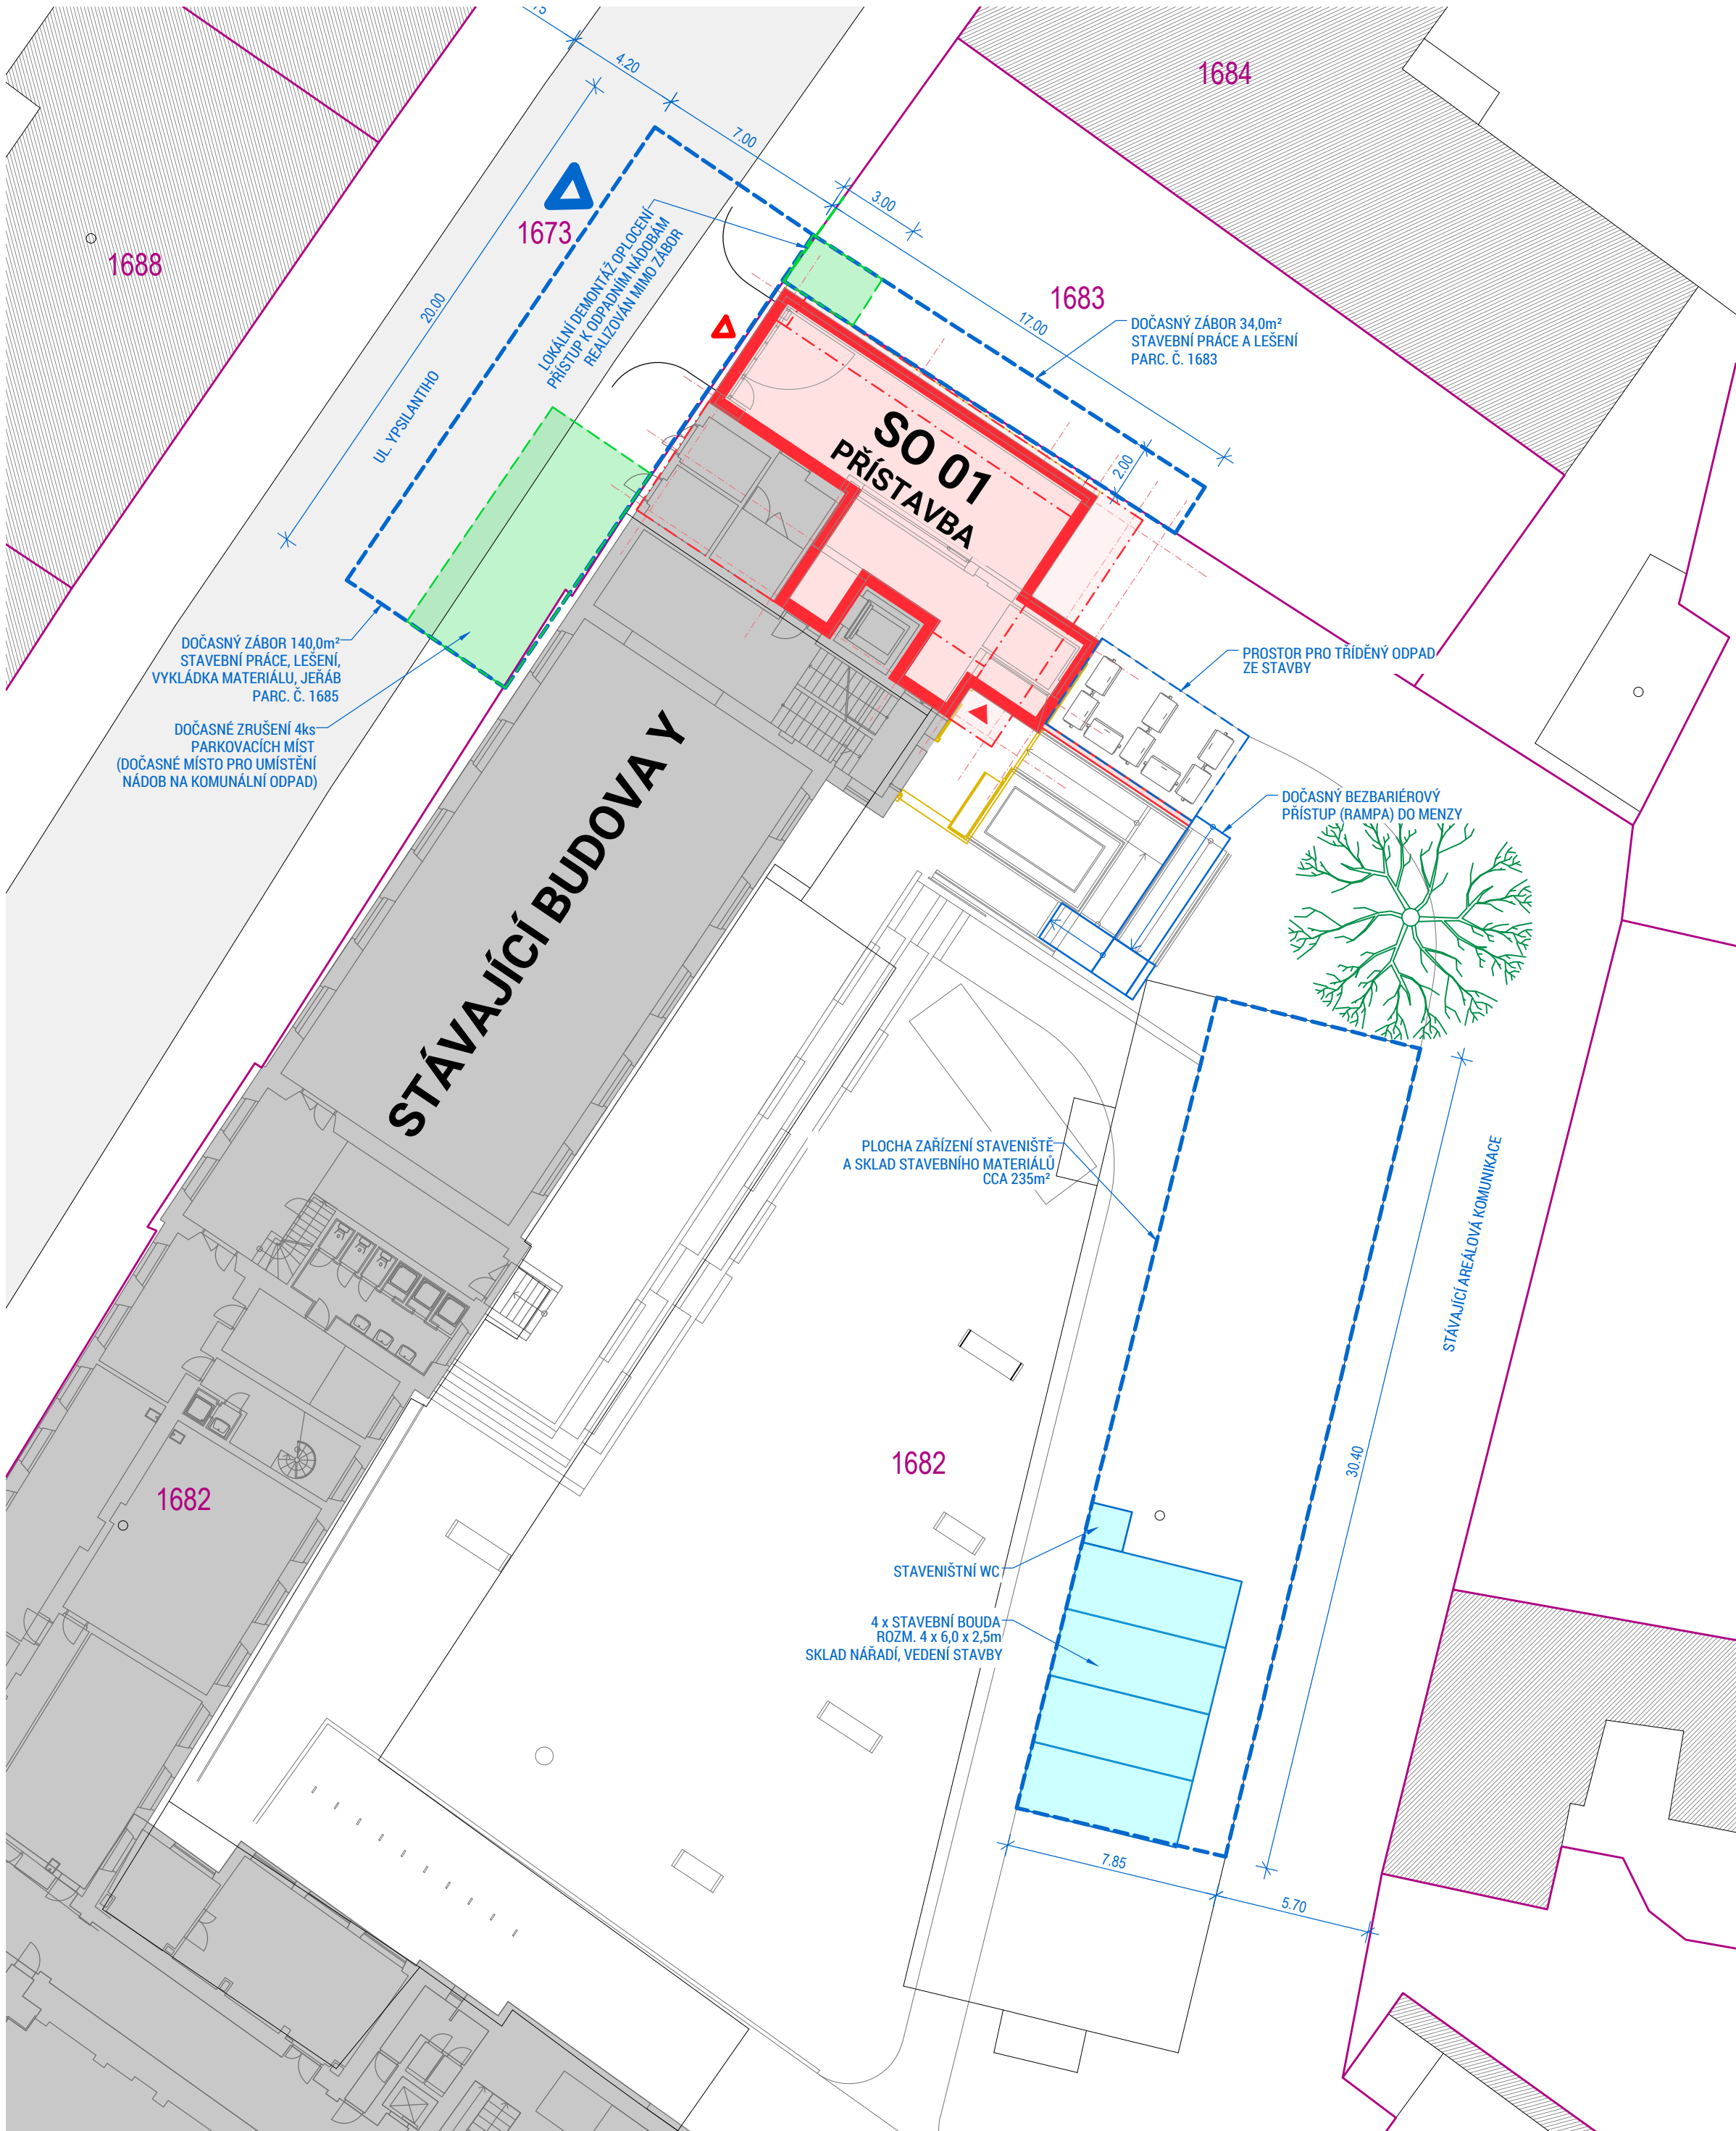 4.20
1684
7.00
3.00
1673
1688
1683
LOKÁLNÍ DEMONTÁŽ OPLOCENÍ
PŘÍSTUP K ODPADNÍM NÁDOBÁM
REALIZOVÁN MIMO ZÁBOR
20.00
17.00
DOČASNÝ ZÁBOR 34,0m²
STAVEBNÍ PRÁCE A LEŠENÍ
PARC. Č. 1683
UL. YPSILANTIHO
SO 01
PŘÍSTAVBA
2.00
DOČASNÝ ZÁBOR 140,0m²
STAVEBNÍ PRÁCE, LEŠENÍ,
VYKLÁDKA MATERIÁLU, JEŘÁB
PARC. Č. 1685
PROSTOR PRO TŘÍDĚNÝ ODPAD
ZE STAVBY
DOČASNÉ ZRUŠENÍ 4ks
PARKOVACÍCH MÍST
(DOČASNÉ MÍSTO PRO UMÍSTĚNÍ
NÁDOB NA KOMUNÁLNÍ ODPAD)
DOČASNÝ BEZBARIÉROVÝ
PŘÍSTUP (RAMPA) DO MENZY
STÁVAJÍCÍ BUDOVA Y
PLOCHA ZAŘÍZENÍ STAVENIŠTĚ
A SKLAD STAVEBNÍHO MATERIÁLŮ
CCA 235m²
STÁVAJÍCÍ AREÁLOVÁ KOMUNIKACE
1682
30.40
1682
STAVENIŠTNÍ WC
4 x STAVEBNÍ BOUDA
ROZM. 4 x 6,0 x 2,5m
SKLAD NÁŘADÍ, VEDENÍ STAVBY
7.85
5.70